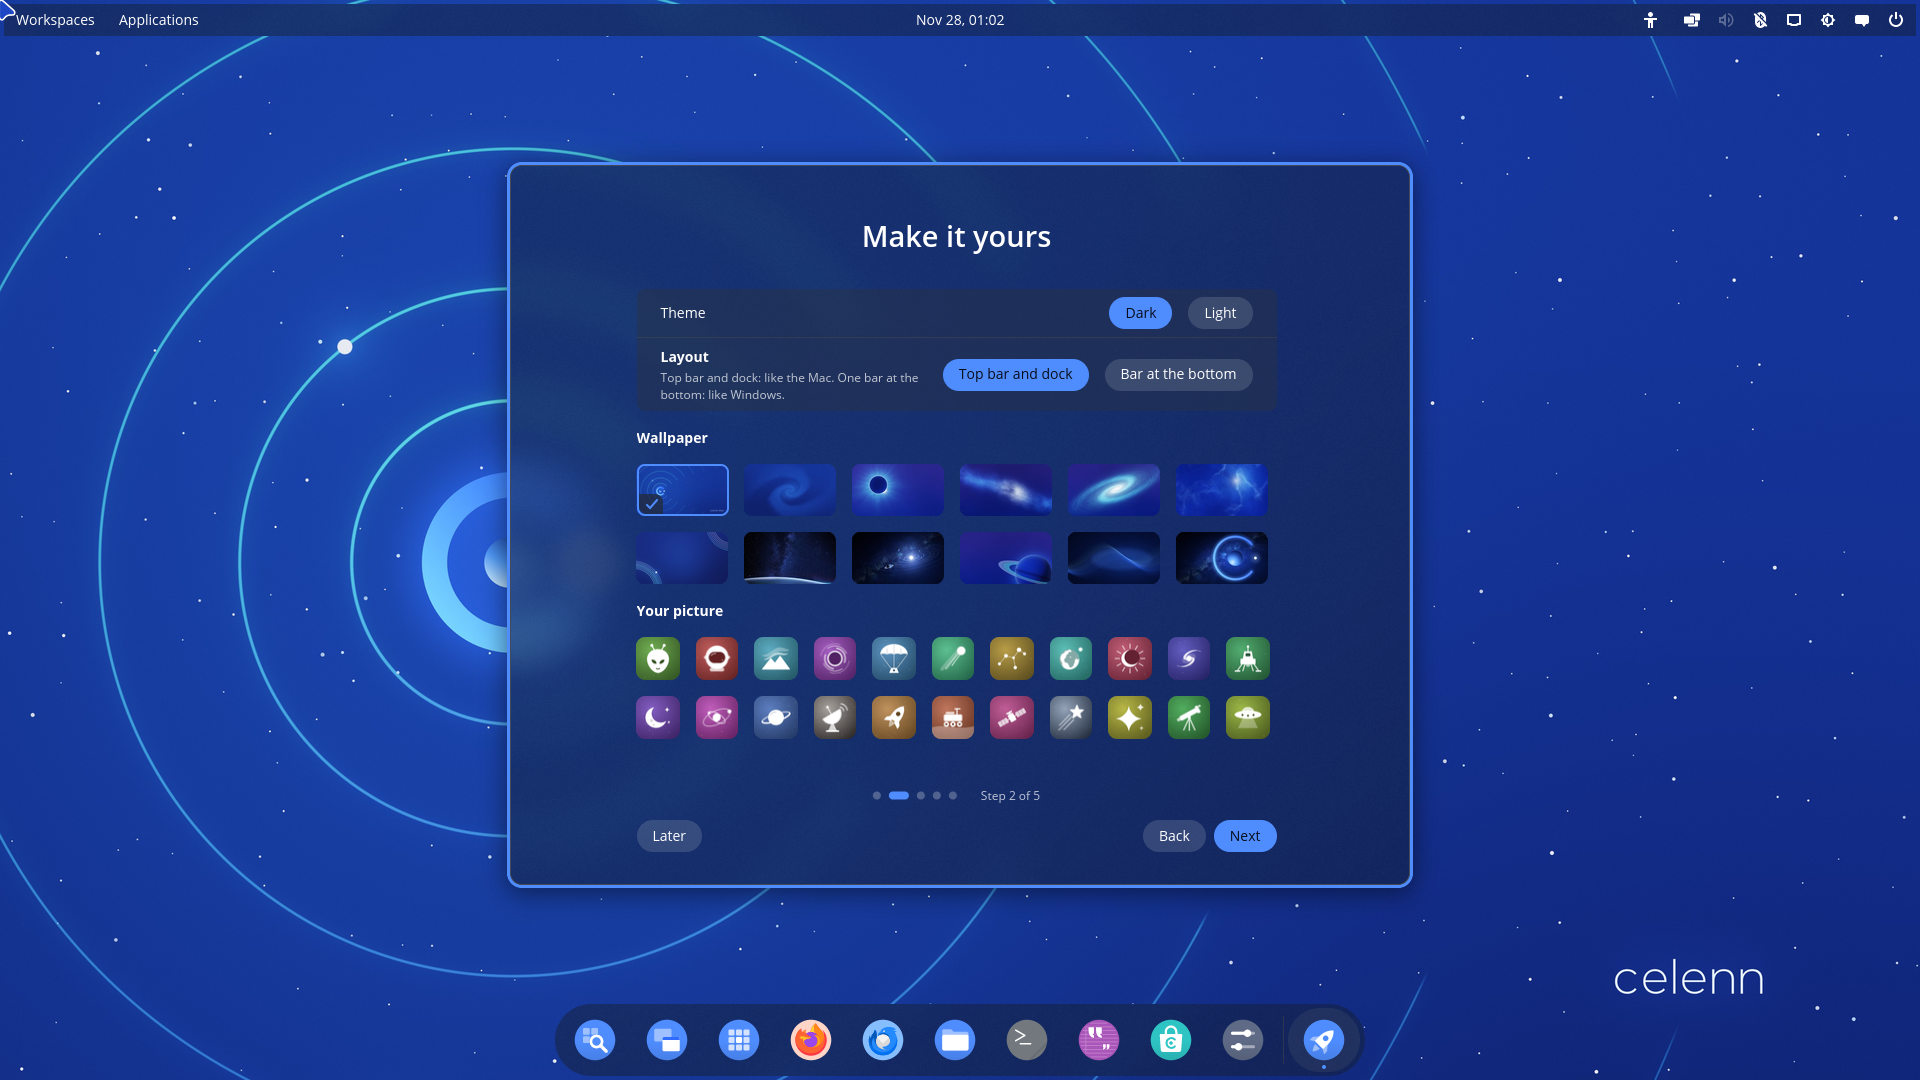 Workspaces
Applications
Nov 28, 01:02
Make it yours
Theme
Dark
Light
Layout
Top bar and dock: like the Mac. One bar at the
bottom: like Windows.
Top bar and dock
Bar at the bottom
Wallpaper
Your picture
Step 2 of 5
Later
Back
Next
celenn